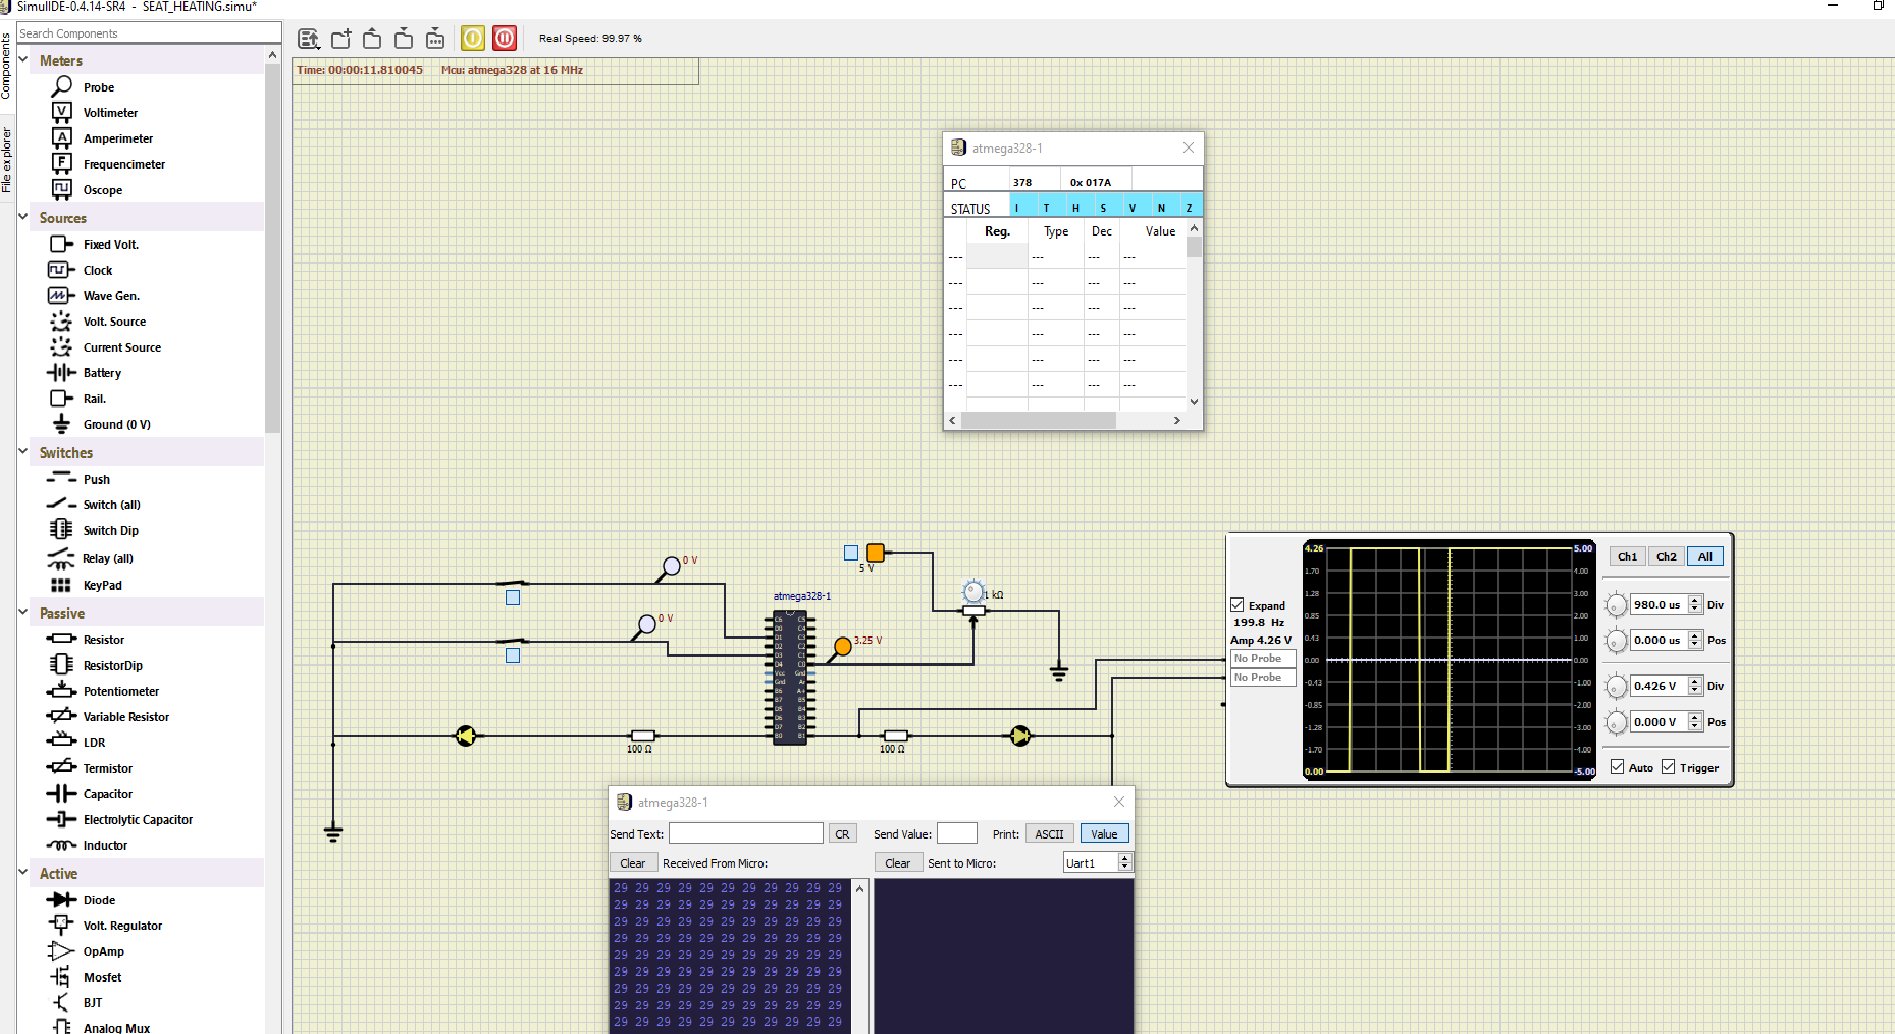 SimulIDE-0.4.14-SR4 - SEAT_HEATING.simu*
Components
File explorer
Search Components
Meters
Probe
Voltimeter
Amperimeter
Frequencimeter
Oscope
Sources
Fixed Volt.
Clock
Wave Gen.
Volt. Source
Current Source
Battery
Rail.
Ground (0 V)
Switches
Push
Switch (all)
Switch Dip
Relay (all)
KeyPad
Passive
Resistor
ResistorDip
Potentiometer
Variable Resistor
LDR
Termistor
Capacitor
Electrolytic Capacitor
Inductor
Active
Diode
Volt. Regulator
OpAmp
Mosfet
BJT
Analog Mux
Real Speed: 99.97 %
Time: 00:00:11.810045 Mcu: atmega328 at 16 MHz
atmega328-1
PC 378 0x 017A
STATUS I T H S V N Z
Reg. Type Dec Value
--- --- --- ---
--- --- --- ---
--- --- --- ---
--- --- --- ---
--- --- --- ---
--- --- --- ---
0 V
0 V
5 V
1 kΩ
atmega328-1
3.25 V
100 Ω
100 Ω
Expand
199.8 Hz
Amp 4.26 V
No Probe
No Probe
4.26 5.00
1.70 4.00
1.28 3.00
0.85 2.00
0.43 1.00
0.00 0.00
-0.43 -1.00
-0.85 -2.00
-1.28 -3.00
-1.70 -4.00
0.00 -5.00
Ch1 Ch2 All
980.0 us Div
0.000 us Pos
0.426 V Div
0.000 V Pos
Auto Trigger
atmega328-1
Send Text: CR Send Value: Print: ASCII Value
Clear Received From Micro: Clear Sent to Micro: Uart1
29 29 29 29 29 29 29 29 29 29 29
29 29 29 29 29 29 29 29 29 29 29
29 29 29 29 29 29 29 29 29 29 29
29 29 29 29 29 29 29 29 29 29 29
29 29 29 29 29 29 29 29 29 29 29
29 29 29 29 29 29 29 29 29 29 29
29 29 29 29 29 29 29 29 29 29 29
29 29 29 29 29 29 29 29 29 29 29
29 29 29 29 29 29 29 29 29 29 29